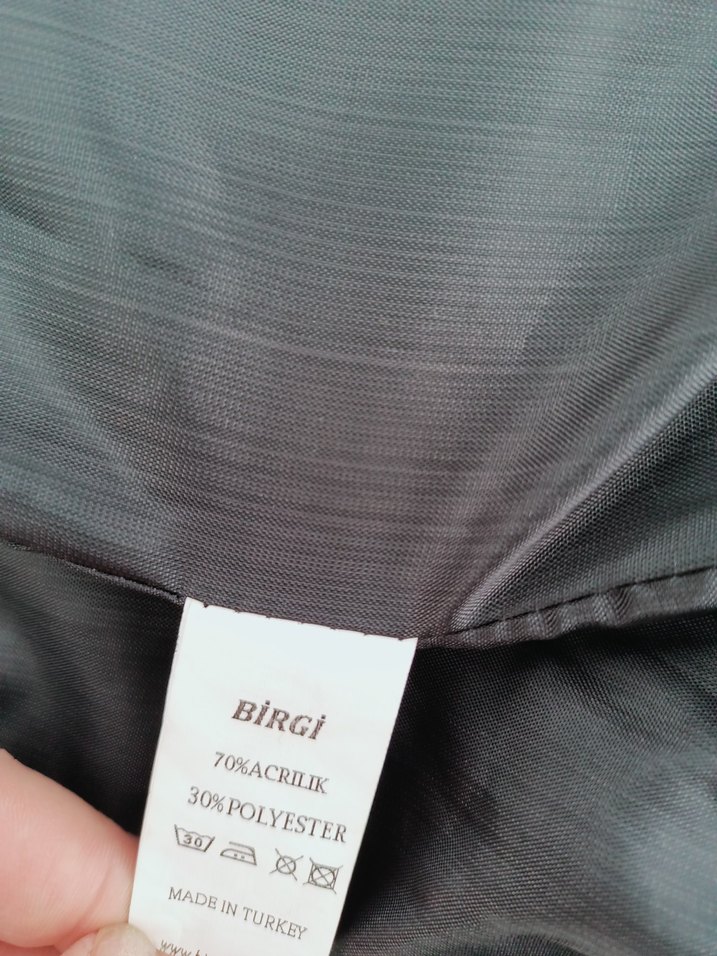 BİRGİ
70%ACRILIK
30%POLYESTER
30
MADE IN TURKEY